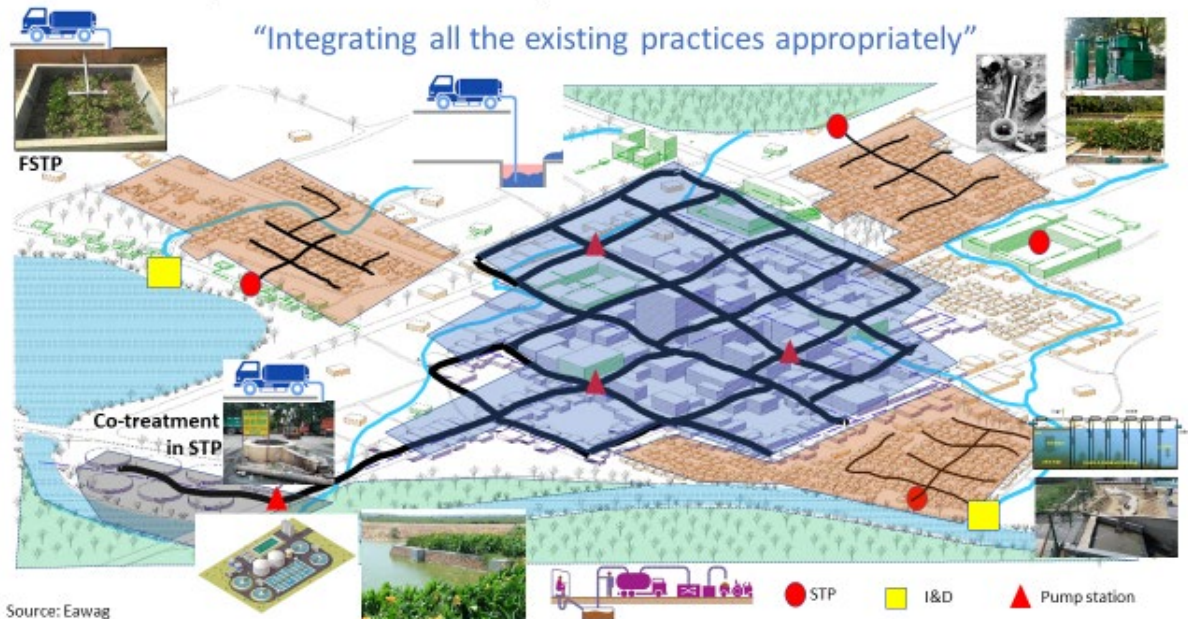 “Integrating all the existing practices appropriately”
FSTP
Co-treatment
in STP
Source: Eawag
STP
I&D
Pump station